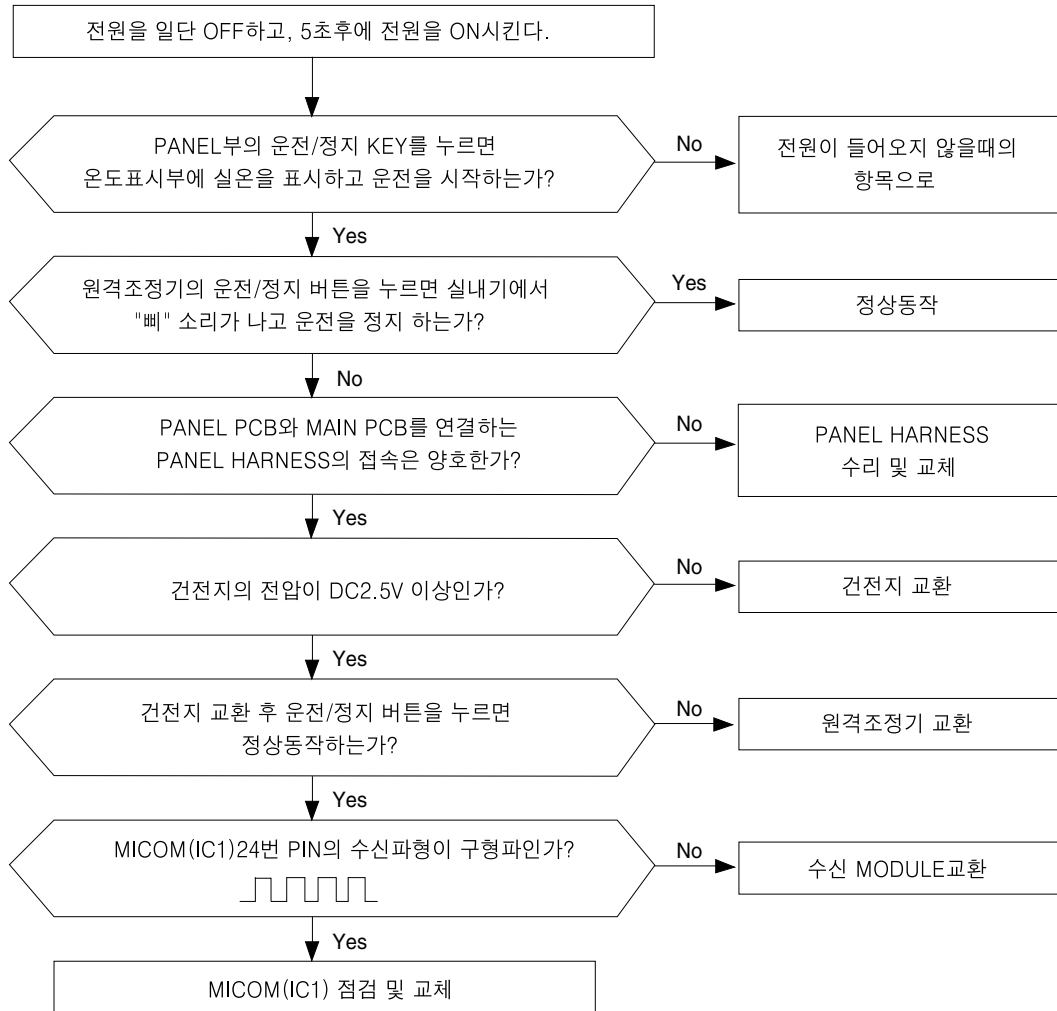 전원을 일단 OFF하고, 5초후에 전원을 ON시킨다.
PANEL부의 운전/정지 KEY를 누르면
온도표시부에 실온을 표시하고 운전을 시작하는가?
No
전원이 들어오지 않을때의
항목으로
Yes
원격조정기의 운전/정지 버튼을 누르면 실내기에서
"삐" 소리가 나고 운전을 정지 하는가?
Yes
정상동작
No
PANEL PCB와 MAIN PCB를 연결하는
PANEL HARNESS의 접속은 양호한가?
No
PANEL HARNESS
수리 및 교체
Yes
건전지의 전압이 DC2.5V 이상인가?
No
건전지 교환
Yes
건전지 교환 후 운전/정지 버튼을 누르면
정상동작하는가?
No
원격조정기 교환
Yes
MICOM(IC1)24번 PIN의 수신파형이 구형파인가?
No
수신 MODULE교환
Yes
MICOM(IC1) 점검 및 교체